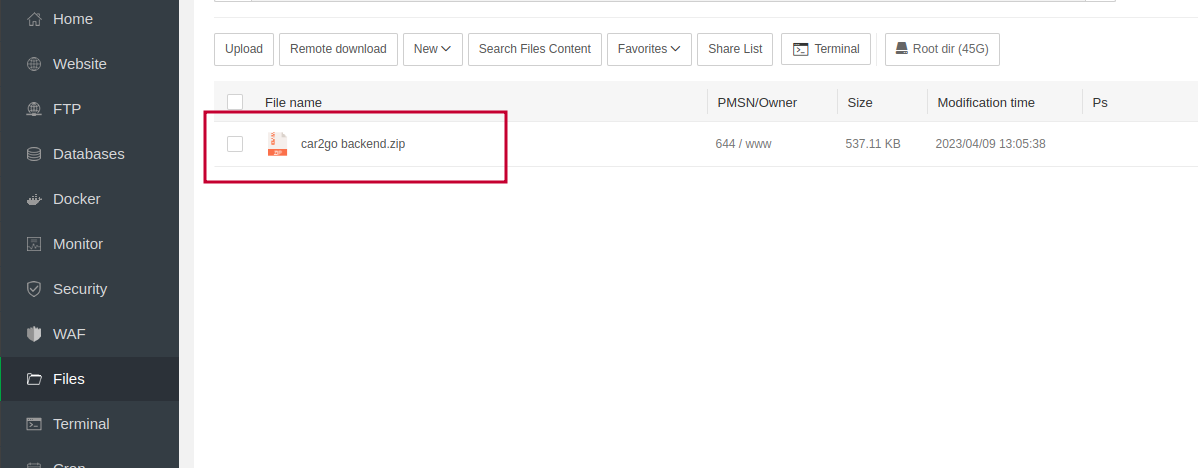 Home
Website
FTP
Databases
Docker
Monitor
Security
WAF
Files
Terminal
Cron
Upload
Remote download
New
Search Files Content
Favorites
Share List
Terminal
Root dir (45G)
File name PMSN/Owner Size Modification time Ps
car2go backend.zip 644 / www 537.11 KB 2023/04/09 13:05:38
ZIP